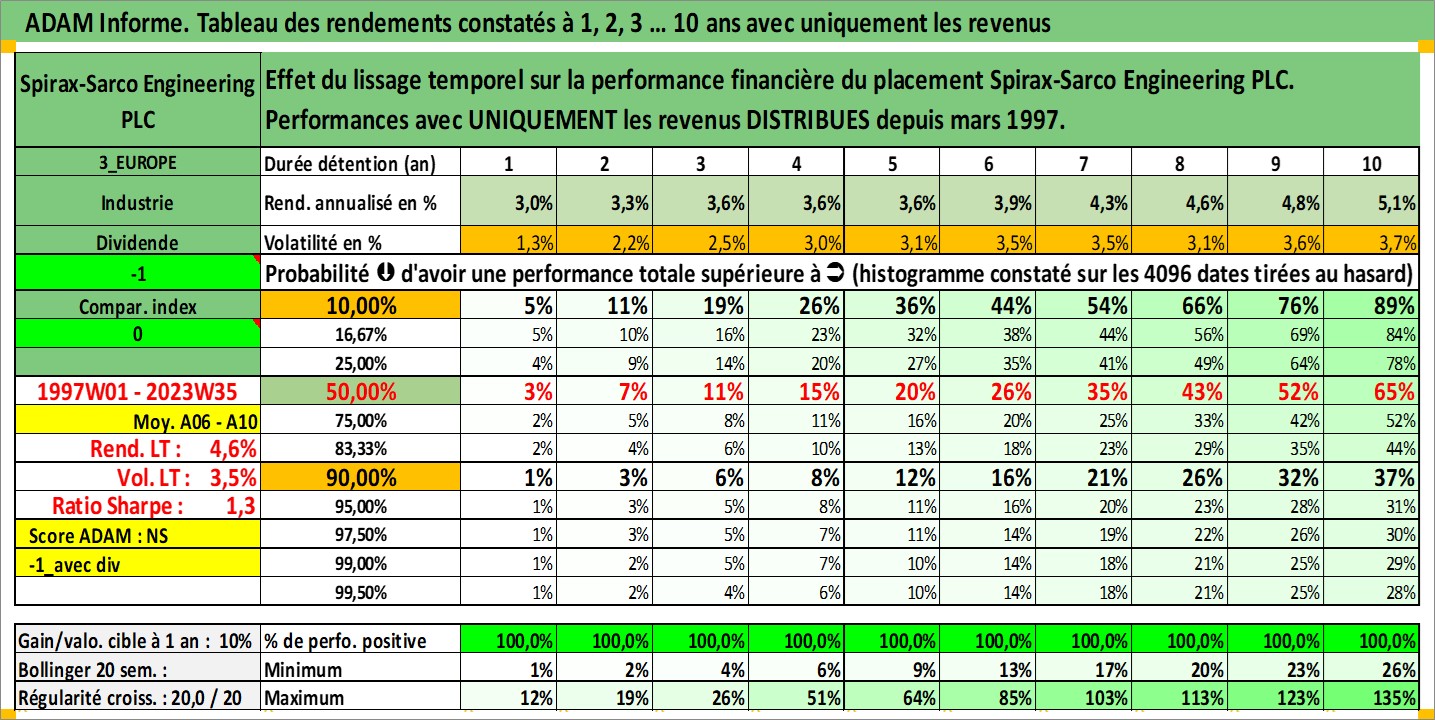 ADAM Informe. Tableau des rendements constatés à 1, 2, 3 ... 10 ans avec uniquement les revenus
Spirax-Sarco Engineering PLC
Effet du lissage temporel sur la performance financière du placement Spirax-Sarco Engineering PLC.
Performances avec UNIQUEMENT les revenus DISTRIBUES depuis mars 1997.
3_EUROPE Durée détention (an) 1 2 3 4 5 6 7 8 9 10
Industrie Rend. annualisé en % 3,0% 3,3% 3,6% 3,6% 3,6% 3,9% 4,3% 4,6% 4,8% 5,1%
Dividende Volatilité en % 1,3% 2,2% 2,5% 3,0% 3,1% 3,5% 3,5% 3,1% 3,6% 3,7%
-1 Probabilité d'avoir une performance totale supérieure à (histogramme constaté sur les 4096 dates tirées au hasard)
Compar. index 10,00% 5% 11% 19% 26% 36% 44% 54% 66% 76% 89%
0 16,67% 5% 10% 16% 23% 32% 38% 44% 56% 69% 84%
25,00% 4% 9% 14% 20% 27% 35% 41% 49% 64% 78%
1997W01 - 2023W35 50,00% 3% 7% 11% 15% 20% 26% 35% 43% 52% 65%
Moy. A06 - A10 75,00% 2% 5% 8% 11% 16% 20% 25% 33% 42% 52%
Rend. LT : 4,6% 83,33% 2% 4% 6% 10% 13% 18% 23% 29% 35% 44%
Vol. LT : 3,5% 90,00% 1% 3% 6% 8% 12% 16% 21% 26% 32% 37%
Ratio Sharpe : 1,3 95,00% 1% 3% 5% 8% 11% 16% 20% 23% 28% 31%
Score ADAM : NS 97,50% 1% 3% 5% 7% 11% 14% 19% 22% 26% 30%
-1_avec div 99,00% 1% 2% 5% 7% 10% 14% 18% 21% 25% 29%
99,50% 1% 2% 4% 6% 10% 14% 18% 21% 25% 28%
Gain/valo. cible à 1 an : 10% % de perfo. positive 100,0% 100,0% 100,0% 100,0% 100,0% 100,0% 100,0% 100,0% 100,0% 100,0%
Bollinger 20 sem. : Minimum 1% 2% 4% 6% 9% 13% 17% 20% 23% 26%
Régularité croiss. : 20,0 / 20 Maximum 12% 19% 26% 51% 64% 85% 103% 113% 123% 135%